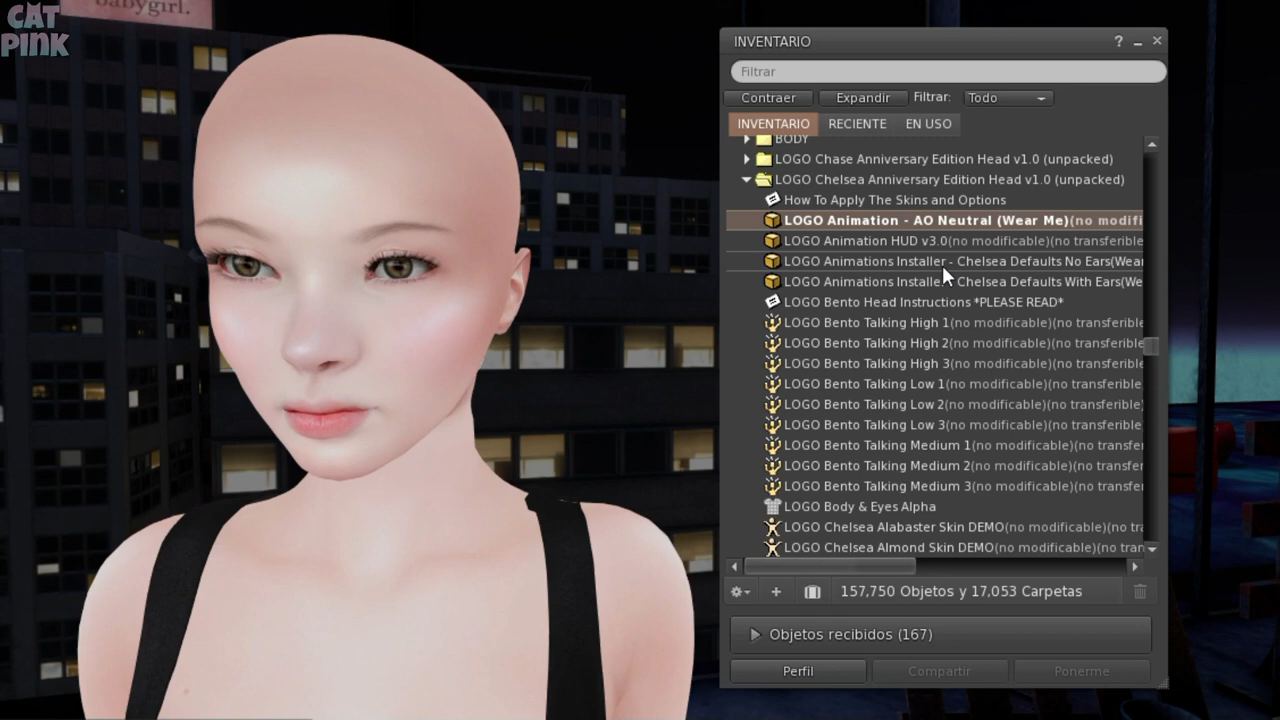 CAT
PINK
babygirl.
INVENTARIO
Filtrar
Contraer Expandir Filtrar: Todo
INVENTARIO RECIENTE EN USO
BODY
LOGO Chase Anniversary Edition Head v1.0 (unpacked)
LOGO Chelsea Anniversary Edition Head v1.0 (unpacked)
How To Apply The Skins and Options
LOGO Animation - AO Neutral (Wear Me)(no modifi
LOGO Animation HUD v3.0(no modificable)(no transferible
LOGO Animations Installer - Chelsea Defaults No Ears(Wear
LOGO Animations Installer - Chelsea Defaults With Ears(We
LOGO Bento Head Instructions *PLEASE READ*
LOGO Bento Talking High 1(no modificable)(no transferible
LOGO Bento Talking High 2(no modificable)(no transferible
LOGO Bento Talking High 3(no modificable)(no transferible
LOGO Bento Talking Low 1(no modificable)(no transferible
LOGO Bento Talking Low 2(no modificable)(no transferible)
LOGO Bento Talking Low 3(no modificable)(no transferible)
LOGO Bento Talking Medium 1(no modificable)(no transfer
LOGO Bento Talking Medium 2(no modificable)(no transfer
LOGO Bento Talking Medium 3(no modificable)(no transfer
LOGO Body & Eyes Alpha
LOGO Chelsea Alabaster Skin DEMO(no modificable)(no tra
LOGO Chelsea Almond Skin DEMO(no modificable)(no tran
157,750 Objetos y 17,053 Carpetas
Objetos recibidos (167)
Perfil Compartir Ponerme